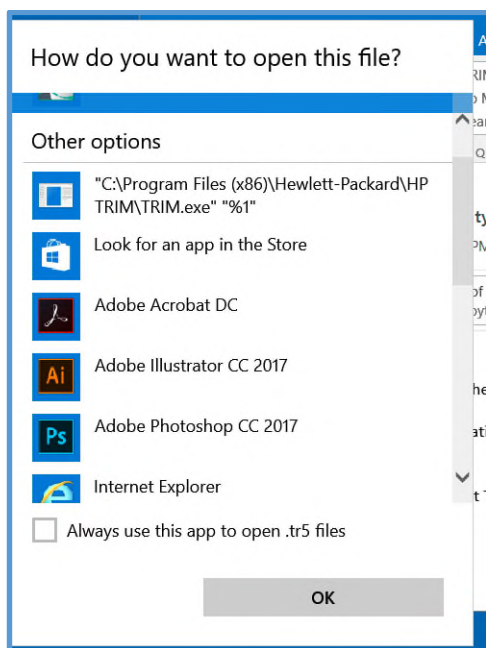 How do you want to open this file?
Other options
"C:\Program Files (x86)\Hewlett-Packard\HP
TRIM\TRIM.exe" "%1"
Look for an app in the Store
Adobe Acrobat DC
Ai
Adobe Illustrator CC 2017
Ps
Adobe Photoshop CC 2017
Internet Explorer
Always use this app to open .tr5 files
OK